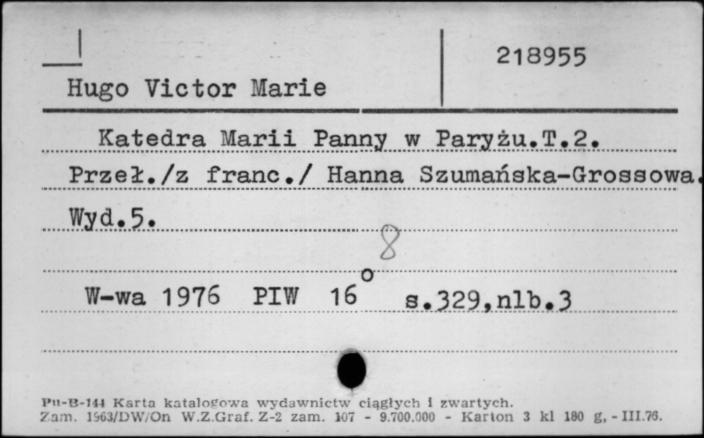 218955
Hugo Victor Marie
Katedra Marii Panny w Paryżu.T.2.
Przeł./z franc./ Hanna Szumańska-Grossowa.
Wyd.5.
8
W-wa 1976 PIW 16° s.329,nlb.3
Pu-B-144 Karta katalogowa wydawnictw ciągłych i zwartych.
Zam. 1963/DW/On W.Z.Graf. Z-2 zam. 107 - 9.700.000 - Karton 3 kl 180 g, - III.76.